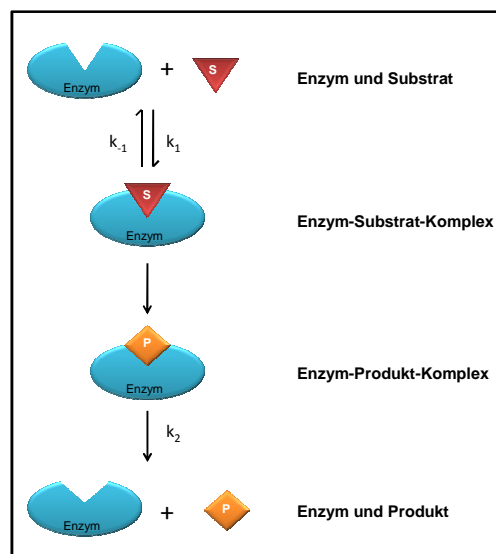 Enzym + S Enzym und Substrat
k-1 k1
S
Enzym Enzym-Substrat-Komplex
P
Enzym Enzym-Produkt-Komplex
k2
Enzym + P Enzym und Produkt